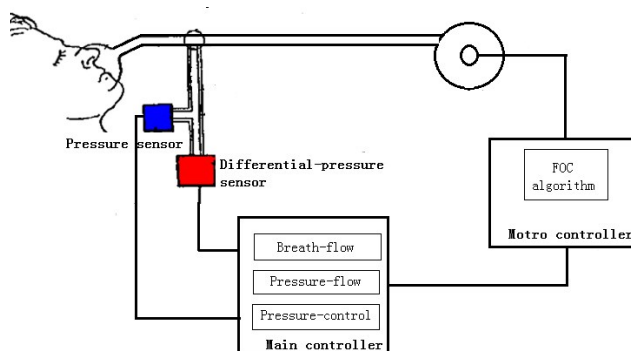 Pressure sensor
Differential-pressure
sensor
FOC
algorithm
Motro controller
Breath-flow
Pressure-flow
Pressure-control
Main controller